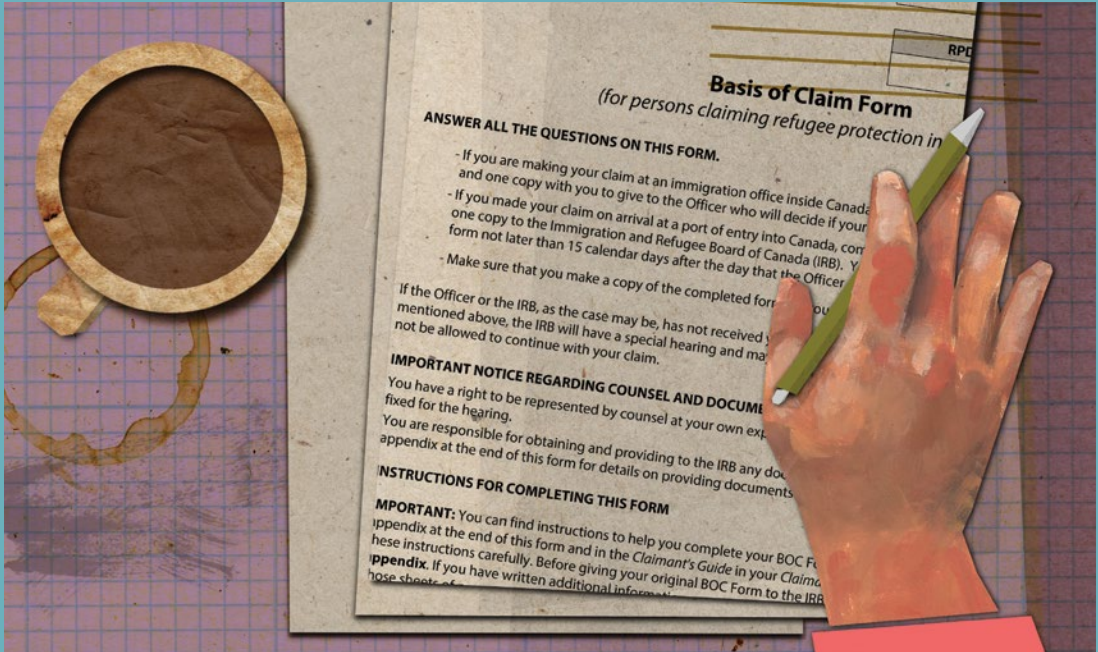 RPD
Basis of Claim Form
(for persons claiming refugee protection in
ANSWER ALL THE QUESTIONS ON THIS FORM.
- If you are making your claim at an immigration office inside Canada
and one copy with you to give to the Officer who will decide if your
- If you made your claim on arrival at a port of entry into Canada,
one copy to the Immigration and Refugee Board of Canada (IRB).
form not later than 15 calendar days after the day that the Officer
- Make sure that you make a copy of the completed
If the Officer or the IRB, as the case may be, has not received
mentioned above, the IRB will have a special hearing and
not be allowed to continue with your claim.
IMPORTANT NOTICE REGARDING COUNSEL AND
You have a right to be represented by counsel at your own
fixed for the hearing.
You are responsible for obtaining and providing to the IRB any
appendix at the end of this form for details on providing documents
NSTRUCTIONS FOR COMPLETING THIS FORM
MPORTANT: You can find instructions to help you complete your BOC
ppendix at the end of this form and in the Claimant's Guide in your
hese instructions carefully. Before giving your original BOC Form to the IRB
ppendix. If you have written additional
hose sheets